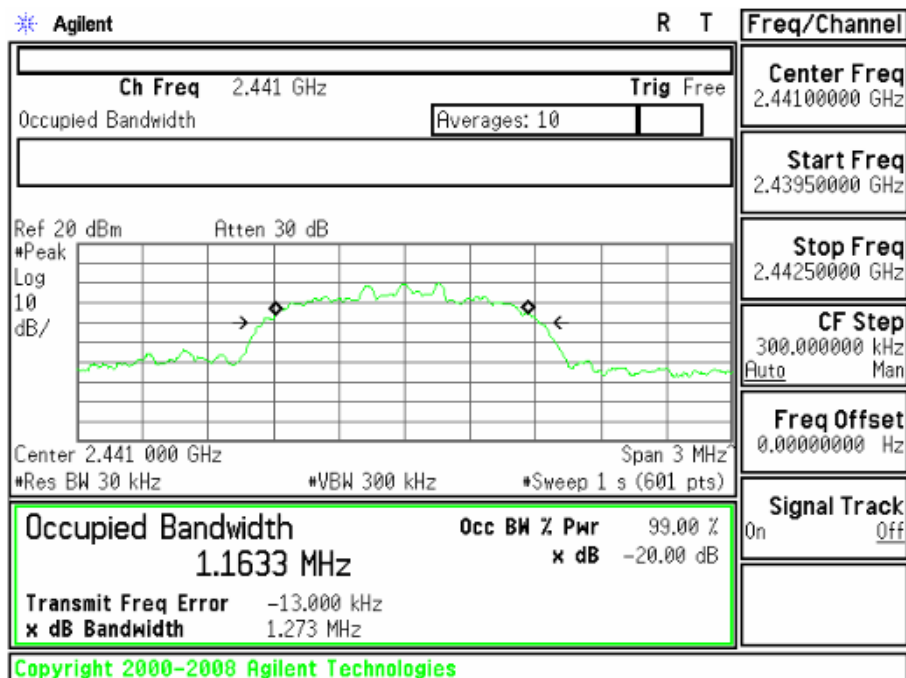 Agilent R T
Ch Freq 2.441 GHz Trig Free
Occupied Bandwidth Averages: 10
Ref 20 dBm Atten 30 dB
#Peak
Log
10
dB/
Center 2.441 000 GHz Span 3 MHz^
#Res BW 30 kHz #VBW 300 kHz #Sweep 1 s (601 pts)
Occupied Bandwidth Occ BW % Pwr 99.00 %
1.1633 MHz x dB -20.00 dB
Transmit Freq Error -13.000 kHz
x dB Bandwidth 1.273 MHz
Copyright 2000-2008 Agilent Technologies
Freq/Channel
Center Freq
2.44100000 GHz
Start Freq
2.43950000 GHz
Stop Freq
2.44250000 GHz
CF Step
300.000000 kHz
Auto Man
Freq Offset
0.00000000 Hz
Signal Track
On Off